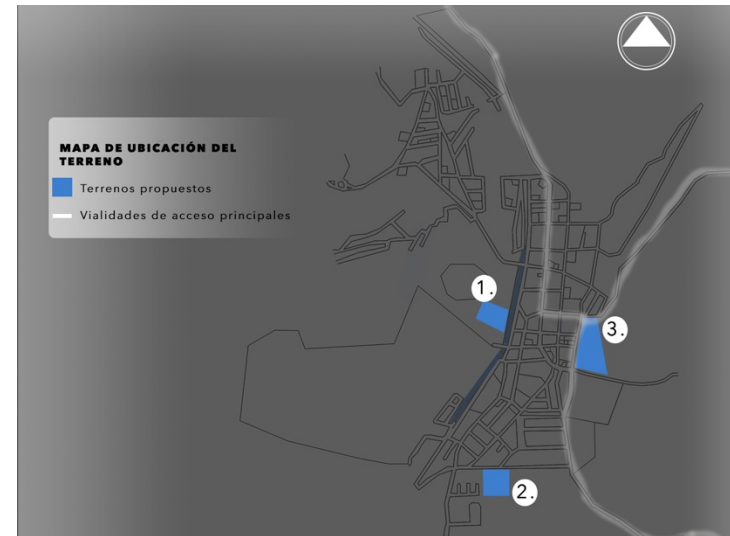 MAPA DE UBICACIÓN DEL
TERRENO
Terrenos propuestos
Vialidades de acceso principales
1.
3.
2.